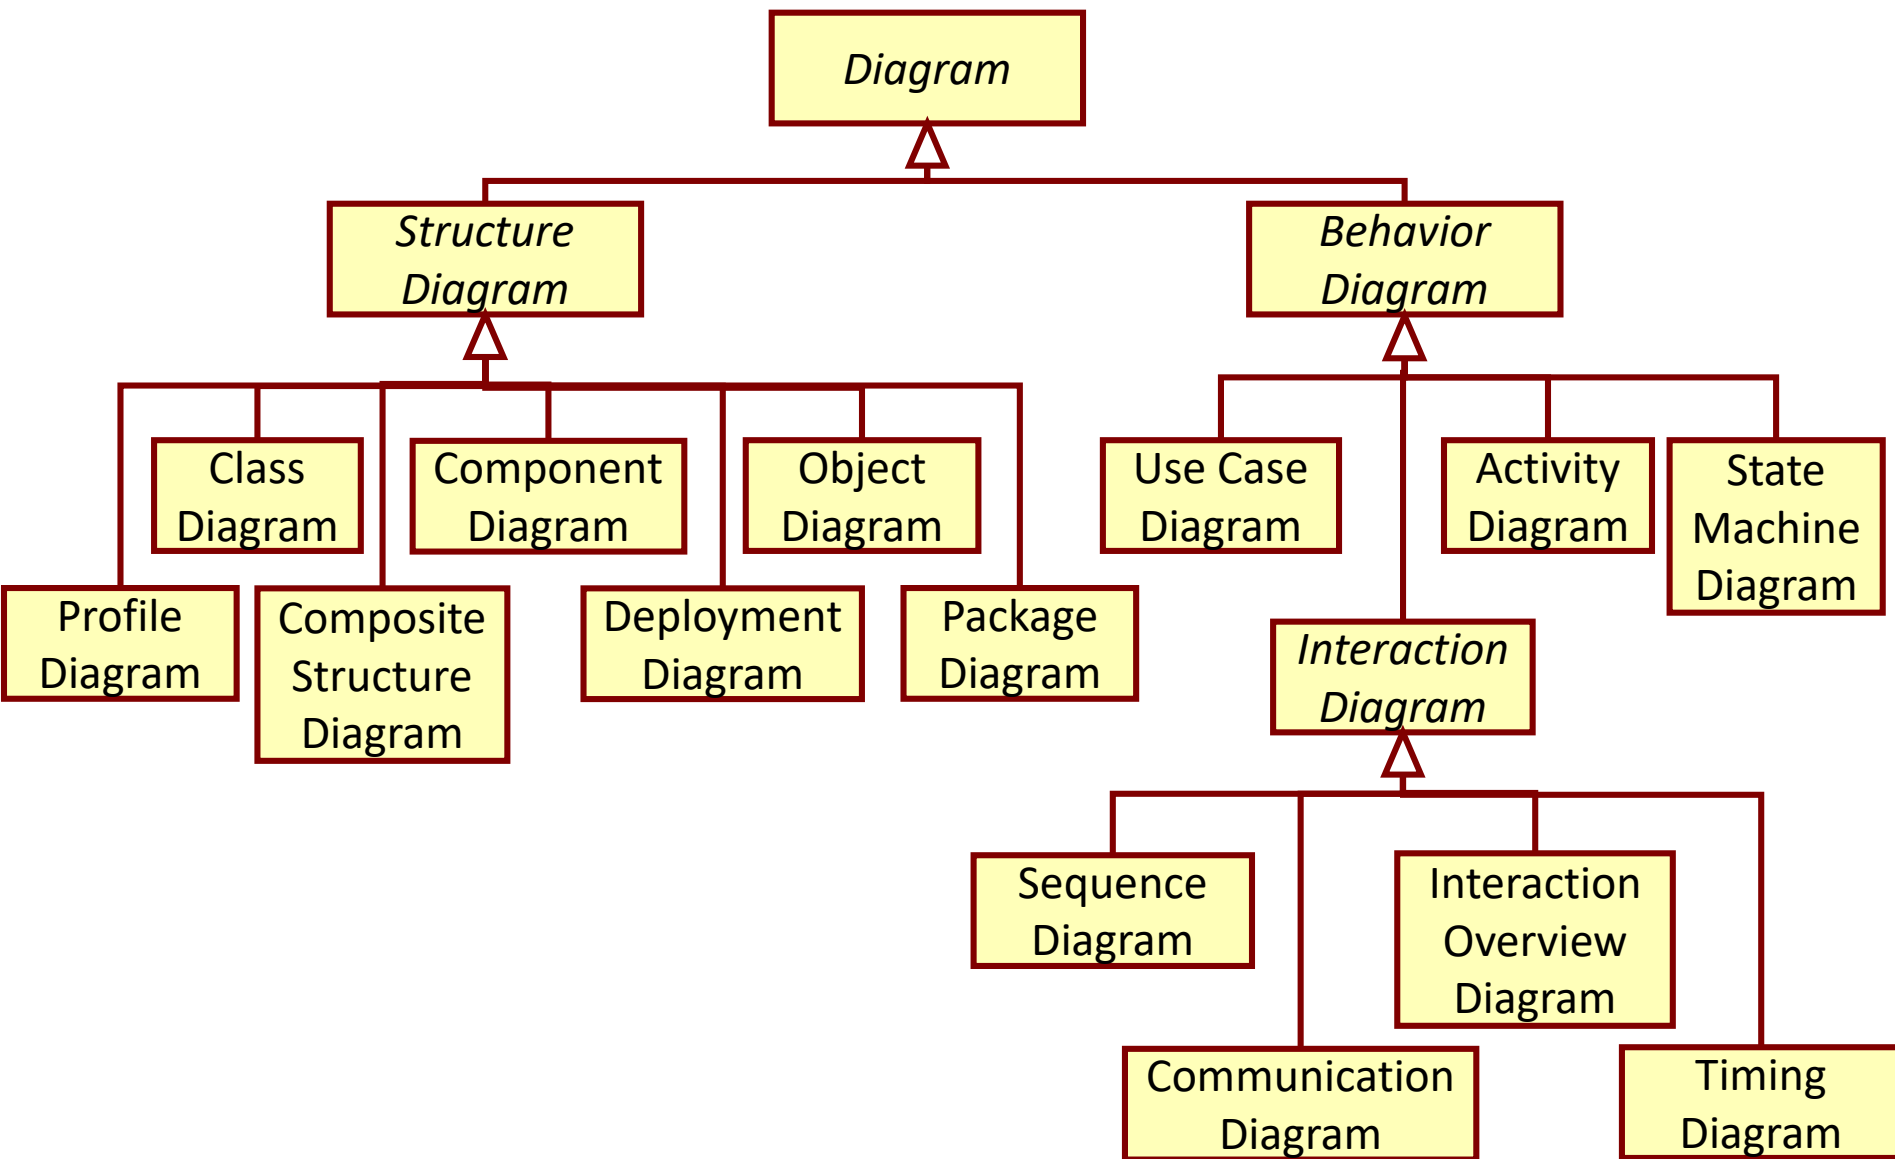 Diagram
Structure
Diagram
Behavior
Diagram
Class
Diagram
Component
Diagram
Object
Diagram
Use Case
Diagram
Activity
Diagram
State
Machine
Diagram
Profile
Diagram
Composite
Structure
Diagram
Deployment
Diagram
Package
Diagram
Interaction
Diagram
Sequence
Diagram
Interaction
Overview
Diagram
Communication
Diagram
Timing
Diagram